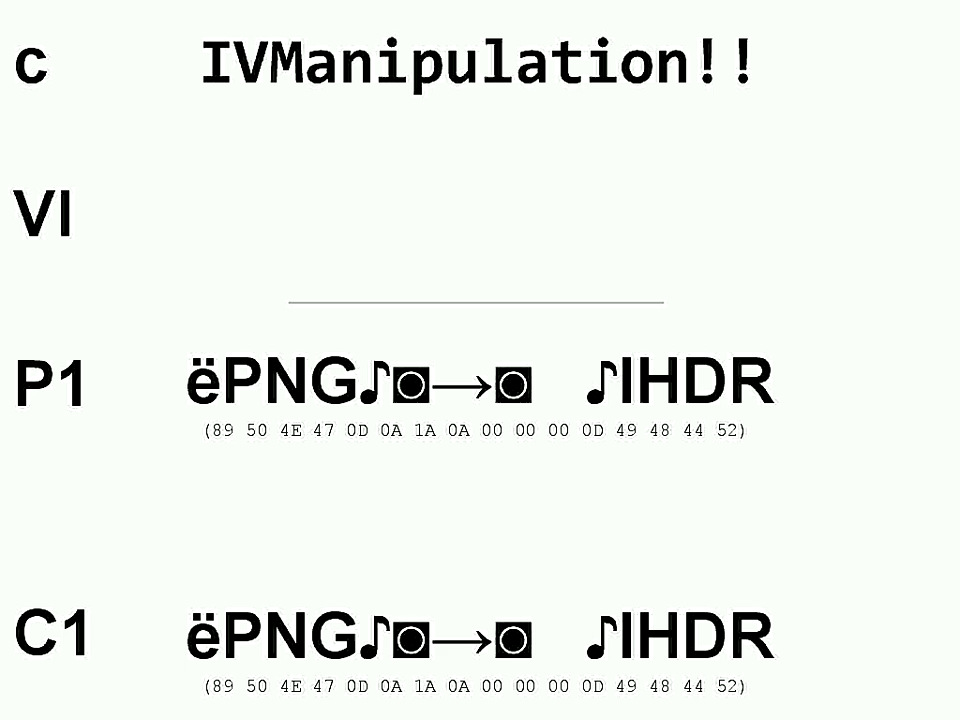 c IVManipulation!!
VI
P1 ëPNG♪◙→◙ ♪IHDR
(89 50 4E 47 0D 0A 1A 0A 00 00 00 0D 49 48 44 52)
C1 ëPNG♪◙→◙ ♪IHDR
(89 50 4E 47 0D 0A 1A 0A 00 00 00 0D 49 48 44 52)